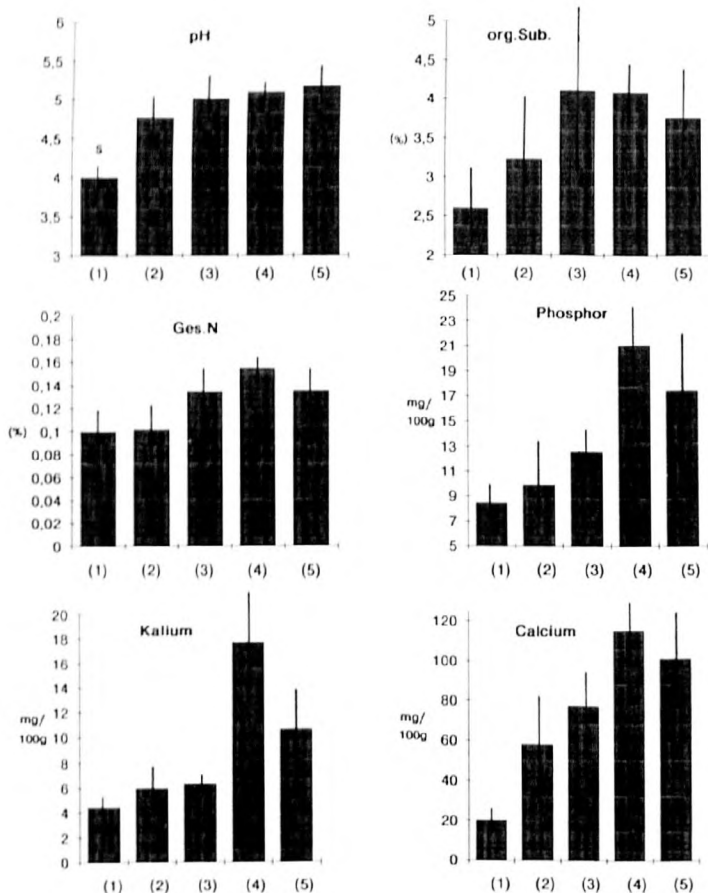 pH
6
5,5
5
4,5
4
3,5
3
s
(1) (2) (3) (4) (5)
org.Sub.
5
4,5
4
(%)
3,5
3
2,5
2
(1) (2) (3) (4) (5)
Ges.N
0,2
0,18
0,16
0,14
0,12
(%)
0,1
0,08
0,06
0,04
0,02
0
(1) (2) (3) (4) (5)
Phosphor
25
23
21
19
17
mg/
100g
15
13
11
9
7
5
(1) (2) (3) (4) (5)
Kalium
20
18
16
14
12
mg/
100g
10
8
6
4
2
0
(1) (2) (3) (4) (5)
Calcium
120
100
80
mg/
100g
60
40
20
0
(1) (2) (3) (4) (5)